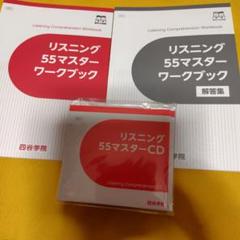 Listening Comprehension Workbook
リスニング
55マスター
ワークブック
四谷学院
Listening Comprehension Workbook
リスニング
55マスター
ワークブック
解答集
リスニング
55マスターCD
Listening Comprehension
四谷学院